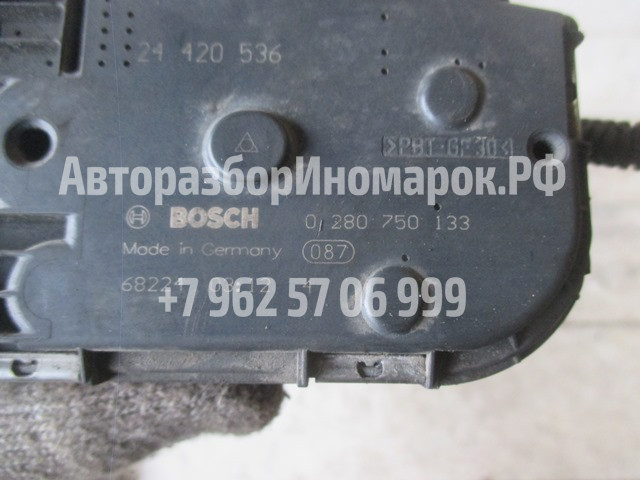 24 420 536
>PBT-GF30<
АвторазборИномарок.РФ
BOSCH 0 280 750 133
Made in Germany 087
+7 962 57 06 999